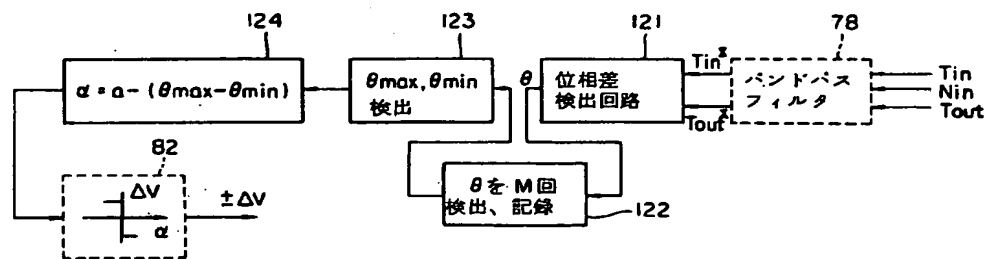 124
123
121
78
α = a - (θmax-θmin)
θmax, θmin
検出
θ
位相差
検出回路
Tin*
Tout*
バンドパス
フィルタ
Tin
Nin
Tout
82
ΔV
α
±ΔV
θを M回
検出、記録
122